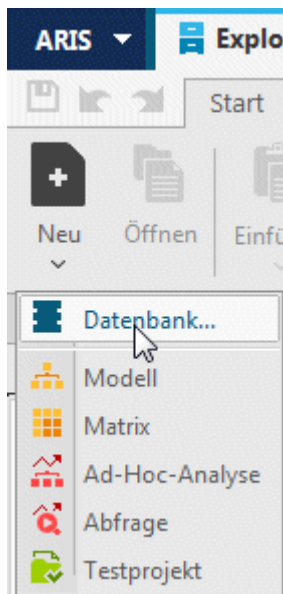 ARIS Explo
Start
Neu Öffnen Einfü
Datenbank...
Modell
Matrix
Ad-Hoc-Analyse
Abfrage
Testprojekt